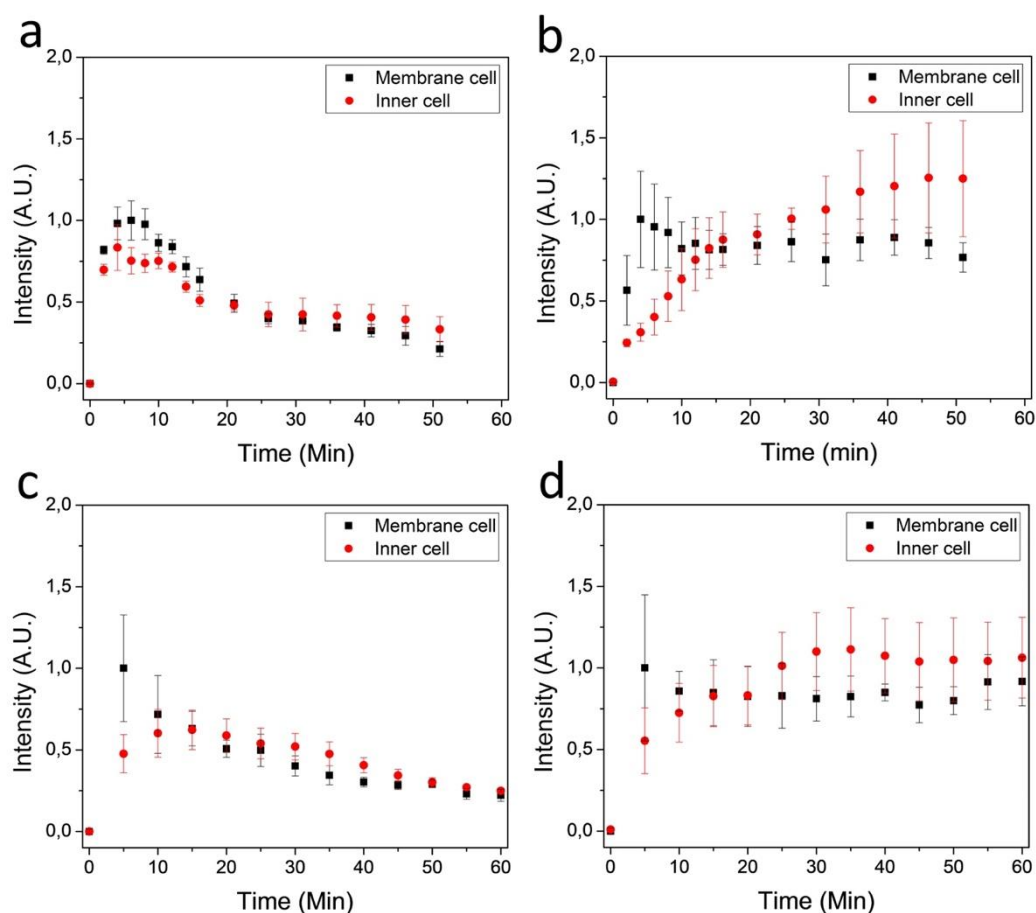 a
2,0
Membrane cell
Inner cell
1,5
1,0
0,5
0,0
Intensity (A.U.)
0 10 20 30 40 50 60
Time (Min)
b
2,0
Membrane cell
Inner cell
1,5
1,0
0,5
0,0
Intensity (A.U.)
0 10 20 30 40 50 60
Time (min)
c
2,0
Membrane cell
Inner cell
1,5
1,0
0,5
0,0
Intensity (A.U.)
0 10 20 30 40 50 60
Time (Min)
d
2,0
Membrane cell
Inner cell
1,5
1,0
0,5
0,0
Intensity (A.U.)
0 10 20 30 40 50 60
Time (Min)